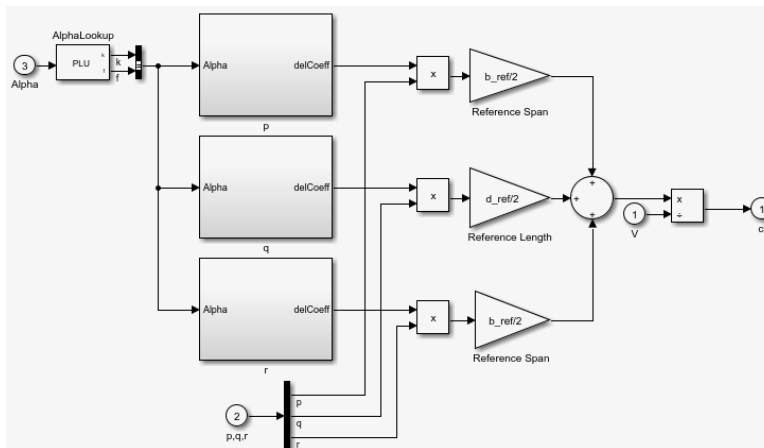 AlphaLookup
3
Alpha
PLU
k
f
k
f
Alpha
delCoeff
p
x
b_ref/2
Reference Span
Alpha
delCoeff
q
x
d_ref/2
Reference Length
+
+
+
1
V
x
÷
1
c
Alpha
delCoeff
r
x
b_ref/2
Reference Span
2
p,q,r
p
q
r